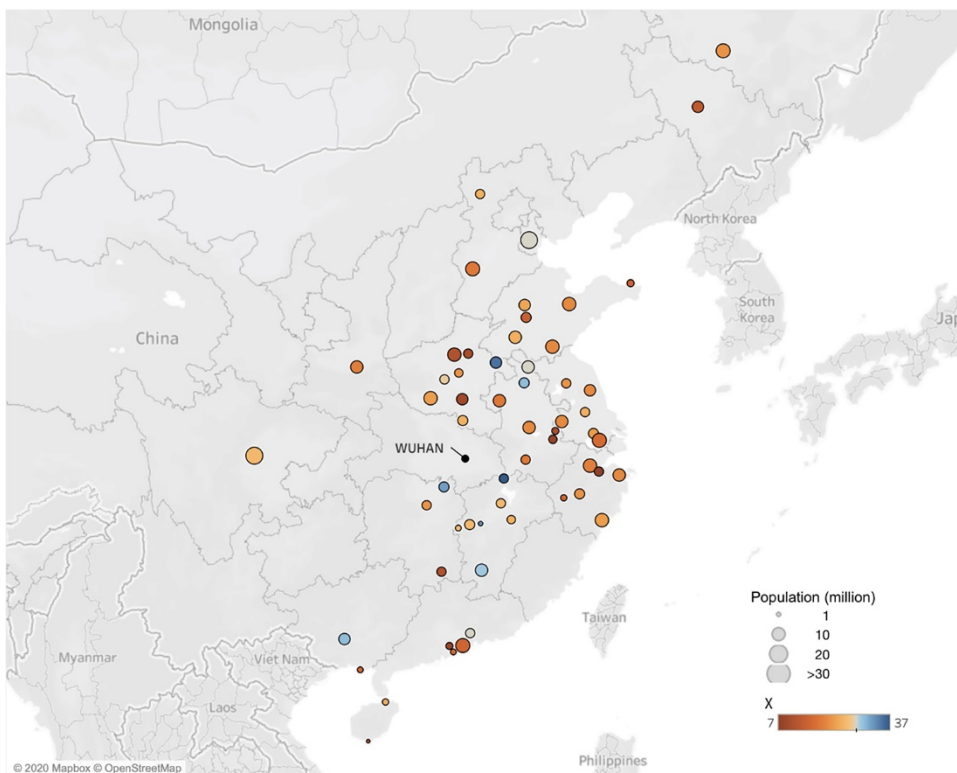 Mongolia
North Korea
South
Korea
Jap
China
WUHAN
Taiwan
Myanmar
Viet Nam
Laos
Philippines
Population (million)
1
10
20
>30
X
7 37
© 2020 Mapbox © OpenStreetMap